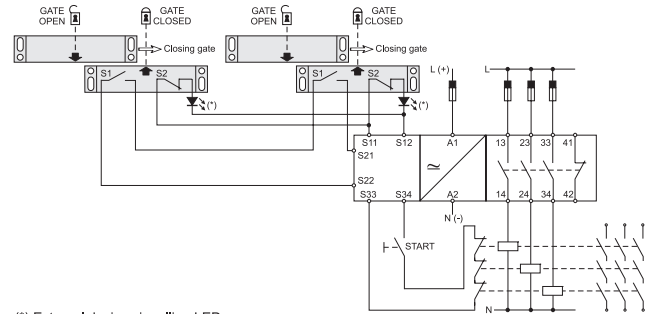 GATE OPEN
GATE CLOSED
GATE OPEN
GATE CLOSED
Closing gate
Closing gate
S1 S2
S1 S2
L (+)
L
(*)
(*)
S11 S12 A1 13 23 33 41
S21
≃
S22
S33 S34 A2 14 24 34 42
N (-)
START
N